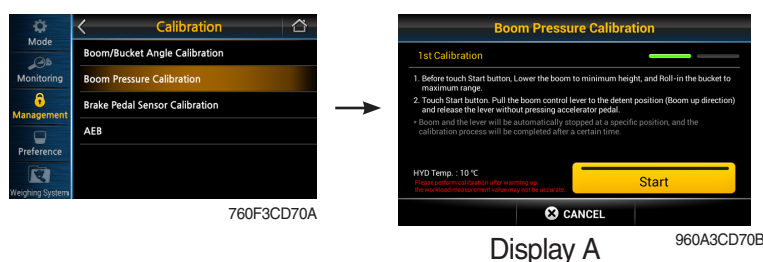 Mode
Monitoring
Management
Preference
Weighing System
Calibration
Boom/Bucket Angle Calibration
Boom Pressure Calibration
Brake Pedal Sensor Calibration
AEB
760F3CD70A
Boom Pressure Calibration
1st Calibration
1. Before touch Start button, Lower the boom to minimum height, and Roll-in the bucket to
maximum range.
2. Touch Start button. Pull the boom control lever to the detent position (Boom up direction)
and release the lever without pressing accelerator pedal.
* Boom and the lever will be automatically stopped at a specific position, and the
calibration process will be completed after a certain time.
HYD Temp. : 10 ℃
Please perform calibration after warming up.
the workload measurement value may not be accurate.
Start
CANCEL
Display A
960A3CD70B